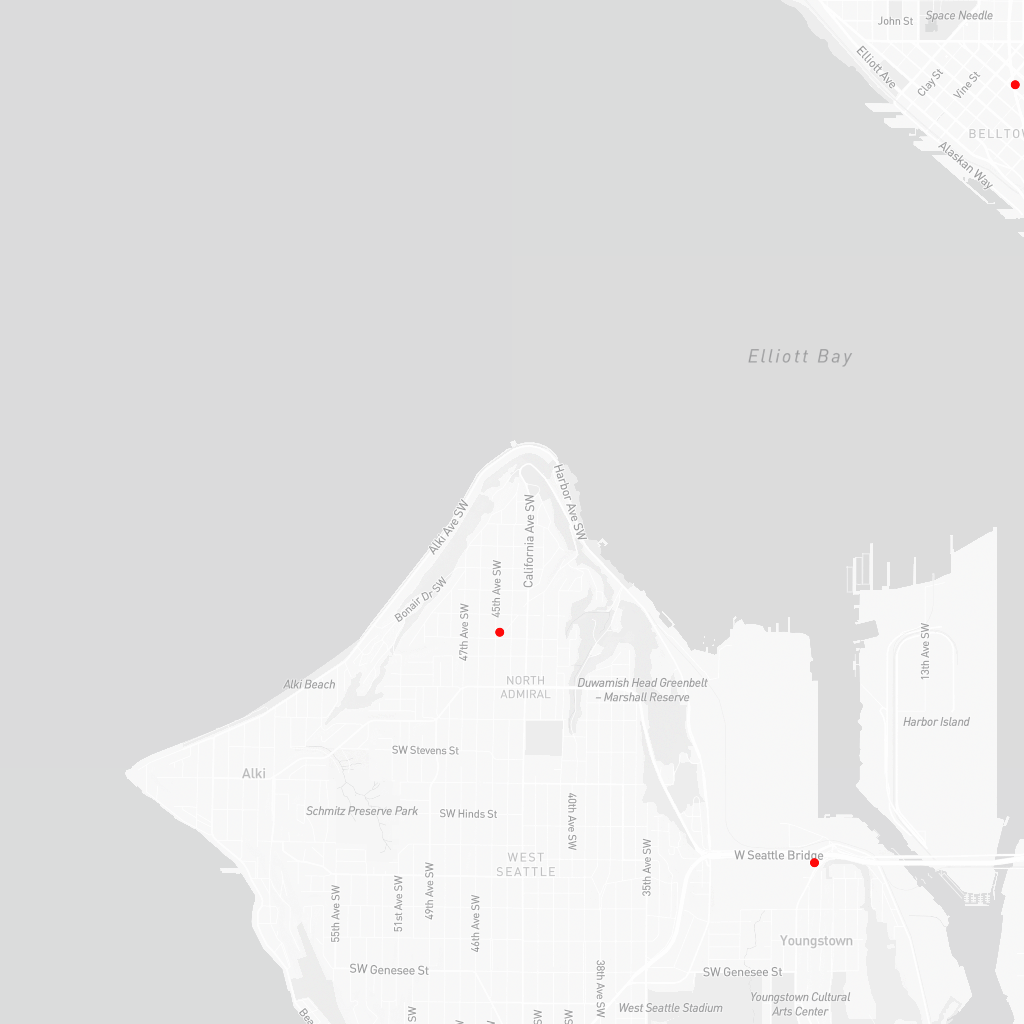 John St
Space Needle
Elliott Ave
Clay St
Vine St
Alaskan Way
Elliott Bay
Harbor Ave SW
Alki Ave SW
California Ave SW
Bonair Dr SW
45th Ave SW
47th Ave SW
13th Ave SW
Alki Beach
NORTH
ADMIRAL
Duwamish Head Greenbelt
– Marshall Reserve
Harbor Island
SW Stevens St
Alki
Schmitz Preserve Park
SW Hinds St
40th Ave SW
W Seattle Bridge
WEST
SEATTLE
35th Ave SW
55th Ave SW
51st Ave SW
49th Ave SW
46th Ave SW
Youngstown
SW Genesee St
38th Ave SW
SW Genesee St
West Seattle Stadium
Youngstown Cultural
Arts Center